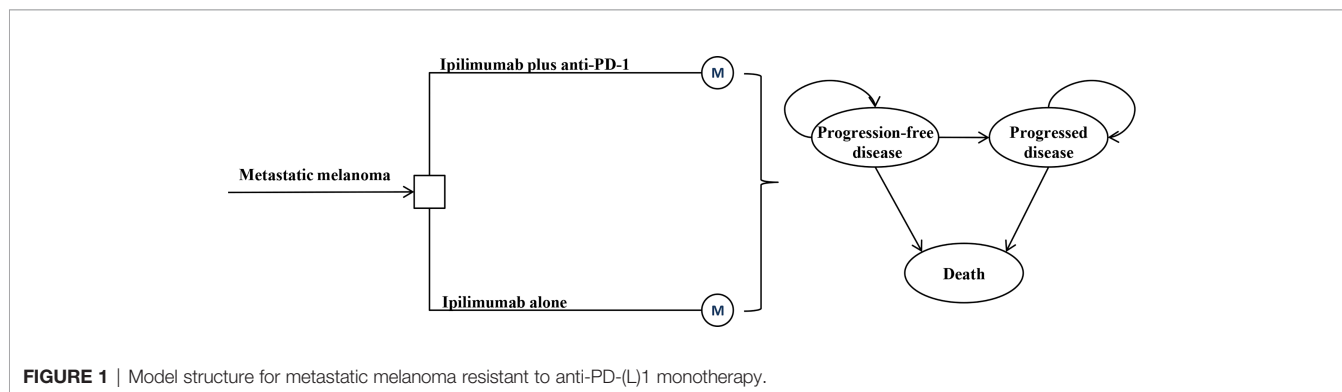 Ipilimumab plus anti-PD-1
M
Progression-free
disease
Progressed
disease
Metastatic melanoma
Death
Ipilimumab alone
M
FIGURE 1 | Model structure for metastatic melanoma resistant to anti-PD-(L)1 monotherapy.